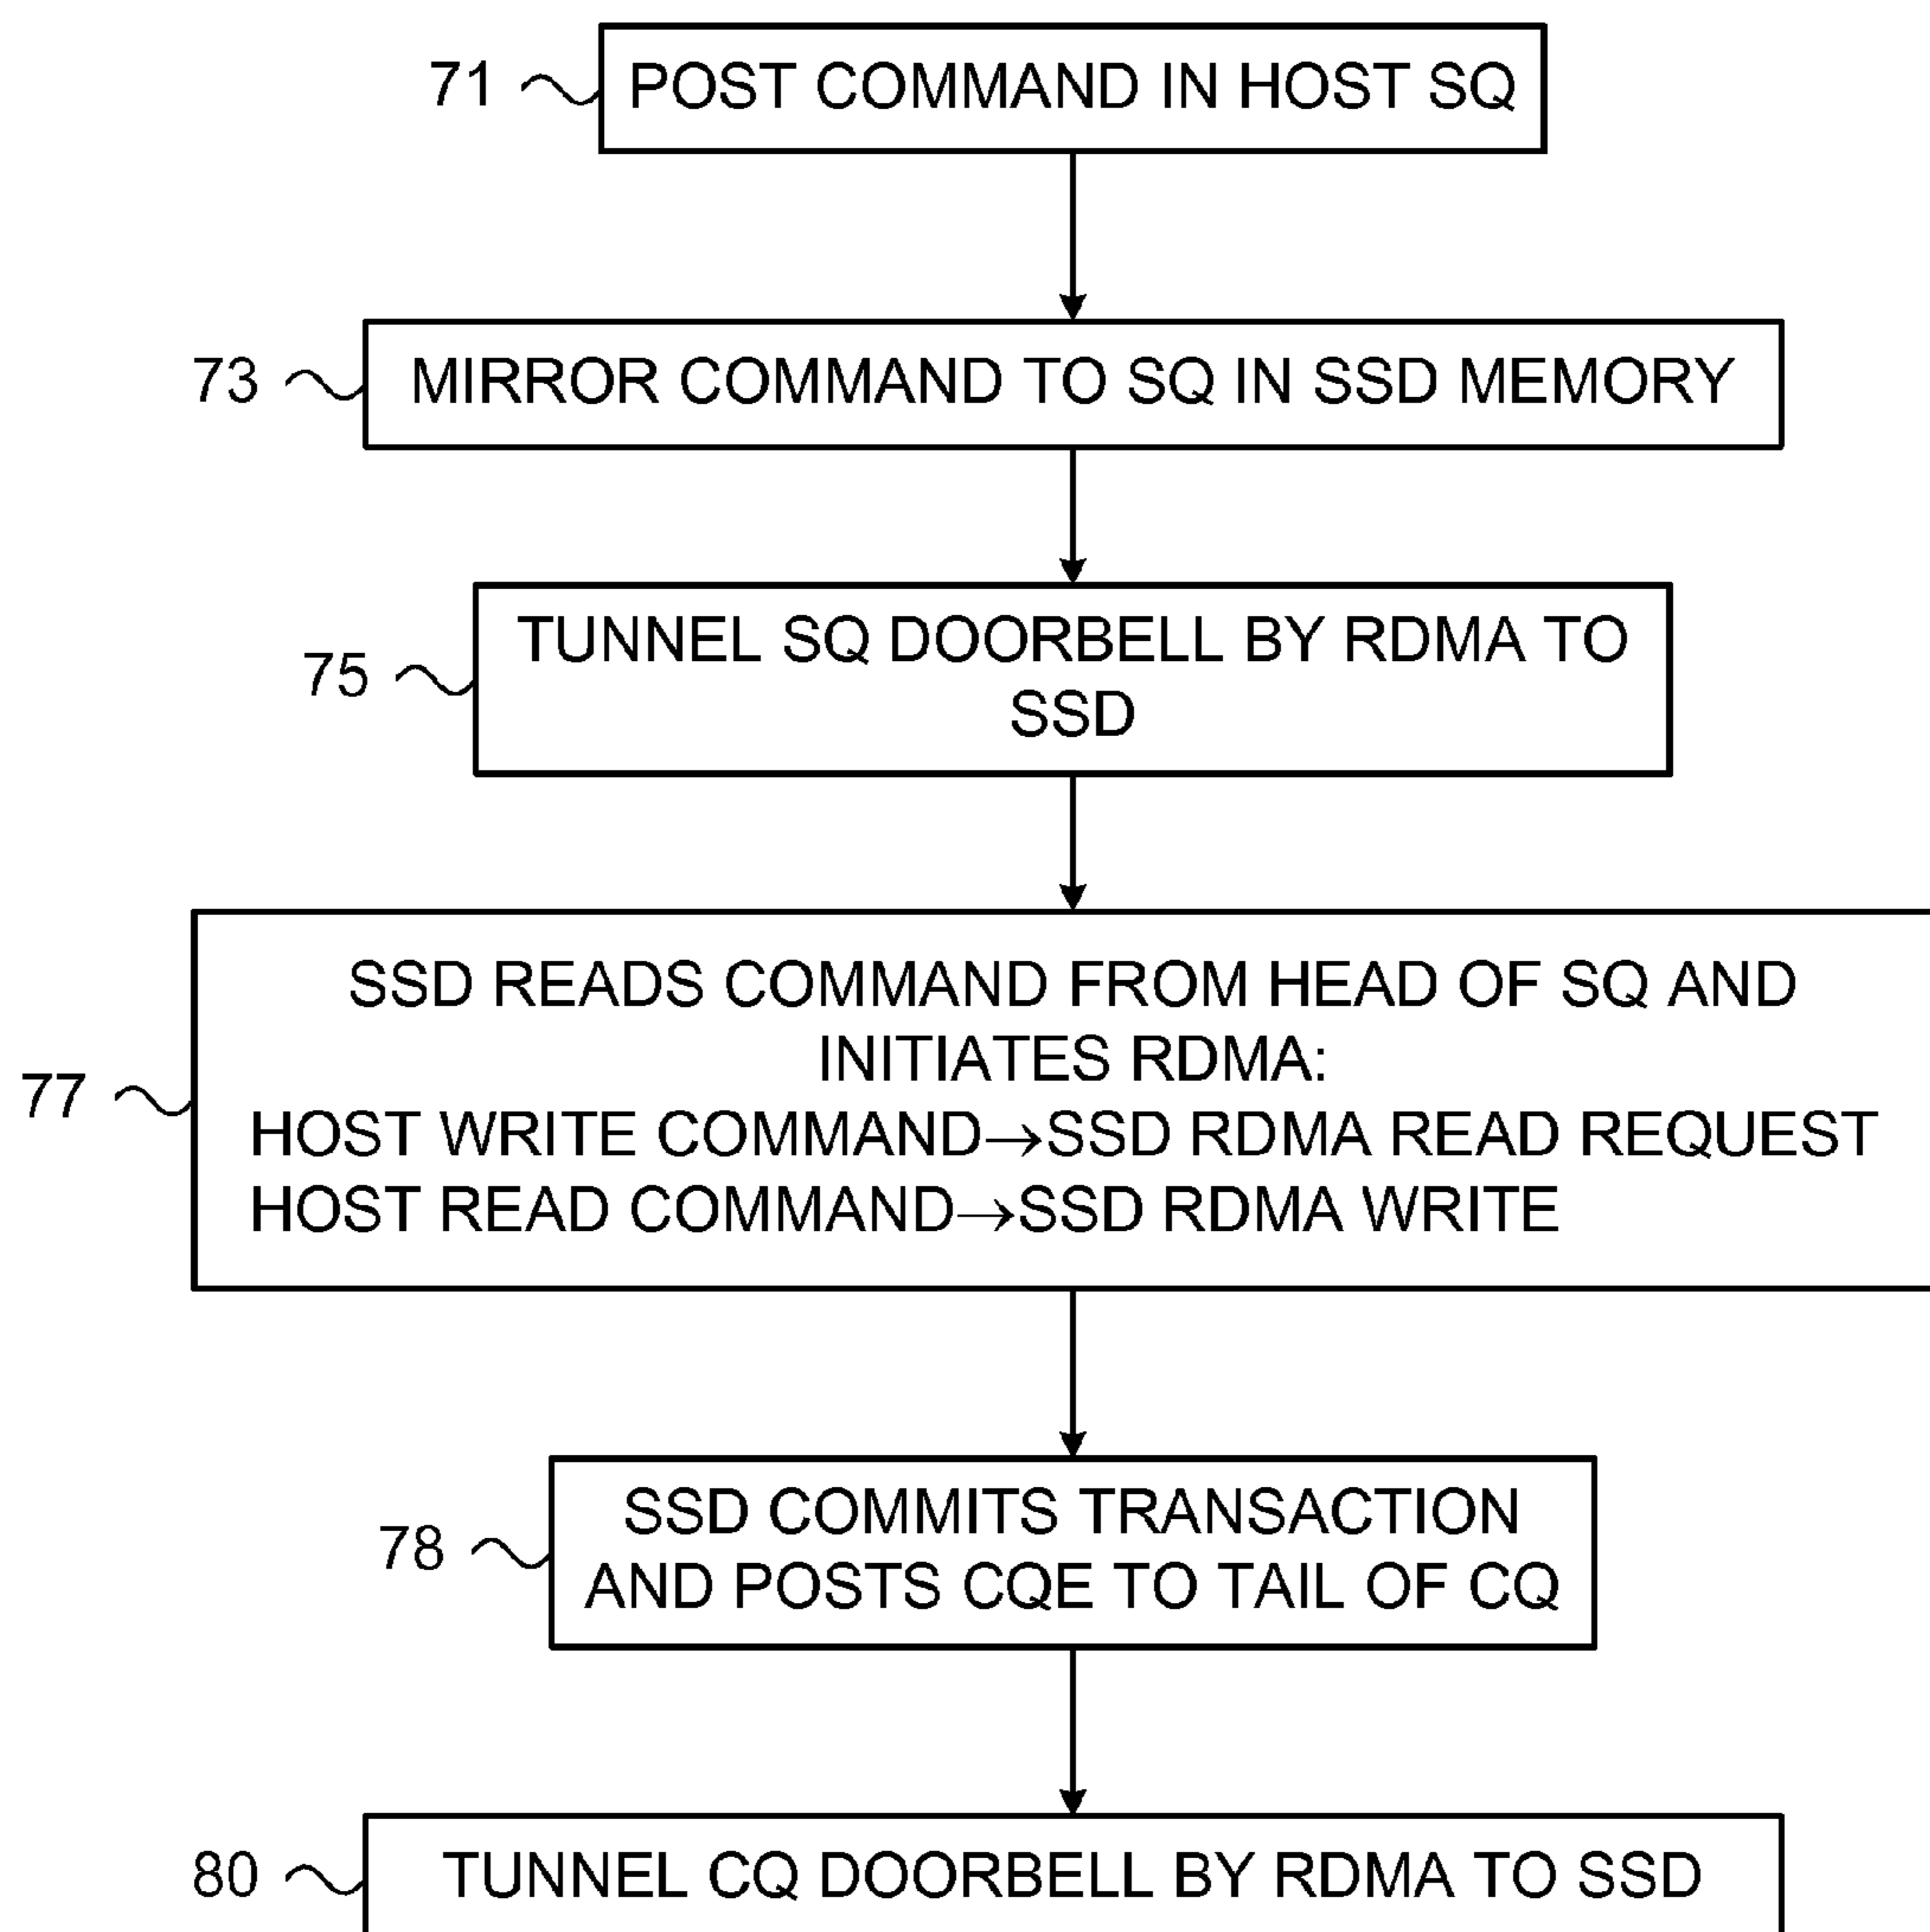 71
POST COMMAND IN HOST SQ
73
MIRROR COMMAND TO SQ IN SSD MEMORY
75
TUNNEL SQ DOORBELL BY RDMA TO
SSD
77
SSD READS COMMAND FROM HEAD OF SQ AND
INITIATES RDMA:
HOST WRITE COMMAND→SSD RDMA READ REQUEST
HOST READ COMMAND→SSD RDMA WRITE
78
SSD COMMITS TRANSACTION
AND POSTS CQE TO TAIL OF CQ
80
TUNNEL CQ DOORBELL BY RDMA TO SSD